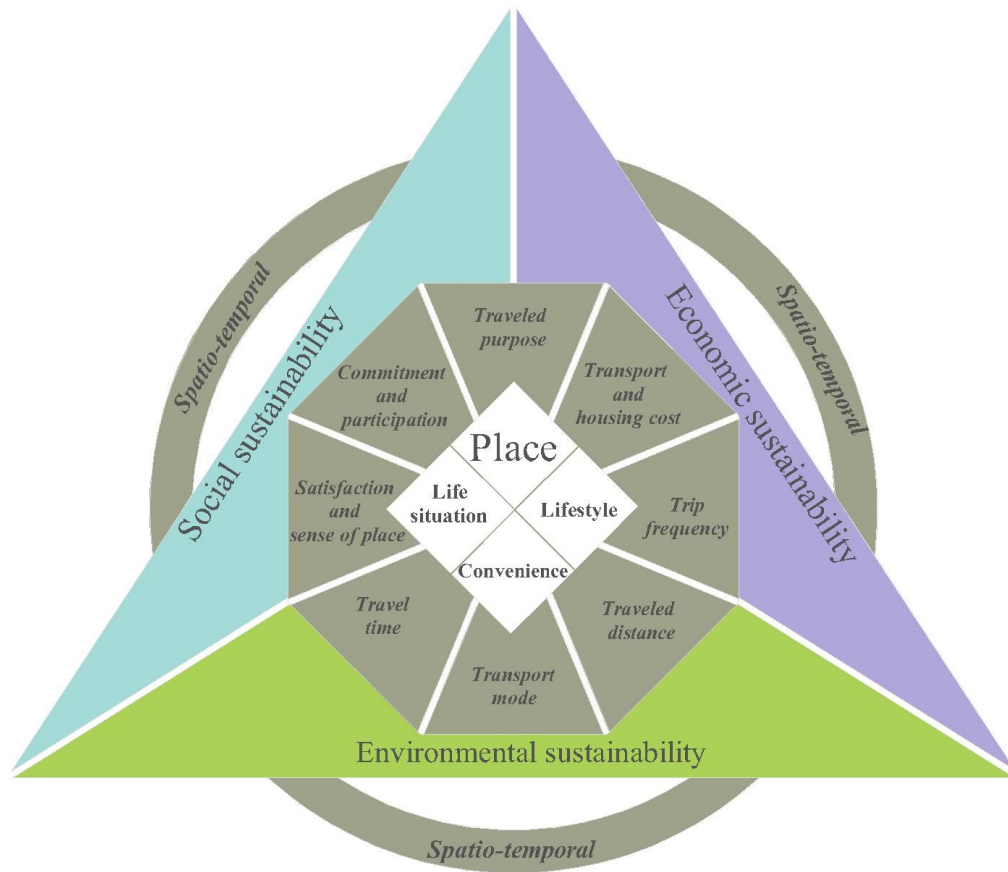 Spatio-temporal
Spatio-temporal
Social sustainability
Economic sustainability
Traveled
purpose
Commitment
and
participation
Transport
and
housing cost
Place
Satisfaction
and
sense of place
Life
situation
Lifestyle
Trip
frequency
Convenience
Travel
time
Traveled
distance
Transport
mode
Environmental sustainability
Spatio-temporal